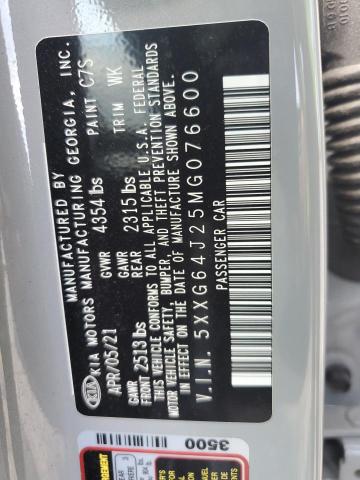 KIA MANUFACTURED BY
KIA MOTORS MANUFACTURING GEORGIA, INC.
APR/05/21 GVWR 4354 lbs PAINT C7S
GAWR FRONT 2513 lbs GAWR REAR 2315 lbs TRIM WK
THIS VEHICLE CONFORMS TO ALL APPLICABLE U.S.A. FEDERAL
MOTOR VEHICLE SAFETY, BUMPER, AND THEFT PREVENTION STANDARDS
IN EFFECT ON THE DATE OF MANUFACTURE SHOWN ABOVE.
V.I.N. 5XXG64J25MG076600
PASSENGER CAR
3500